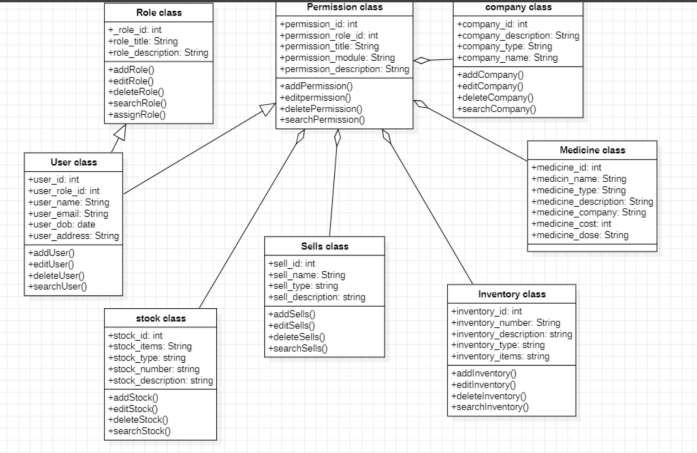 Role class
+_role_id: int
+role_title: String
+role_description: String
+addRole()
+editRole()
+deleteRole()
+searchRole()
+assignRole()
Permission class
+permission_id: int
+permission_role_id: int
+permission_title: String
+permission_module: String
+permission_description: String
+addPermission()
+editpermission()
+deletePermission()
+searchPermission()
company class
+company_id: int
+company_description: String
+company_type: String
+company_name: String
+addCompany()
+editCompany()
+deleteCompany()
+searchCompany()
User class
+user_id: int
+user_role_id: int
+user_name: String
+user_email: String
+user_dob: date
+user_address: String
+addUser()
+editUser()
+deleteUser()
+searchUser()
Medicine class
+medicine_id: int
+medicin_name: String
+medicine_type: String
+medicine_description: String
+medicine_company: String
+medicine_cost: int
+medicine_dose: String
Sells class
+sell_id: int
+sell_name: String
+sell_type: string
+sell_description: string
+addSells()
+editSells()
+deleteSells()
+searchSells()
stock class
+stock_id: int
+stock_items: String
+stock_type: string
+stock_number: string
+stock_description: string
+addStock()
+editStock()
+deleteStock()
+searchStock()
Inventory class
+inventory_id: int
+inventory_number: String
+inventory_description: string
+inventory_type: string
+inventory_items: string
+addInventory()
+editInventory()
+deleteInventory()
+searchInventory()